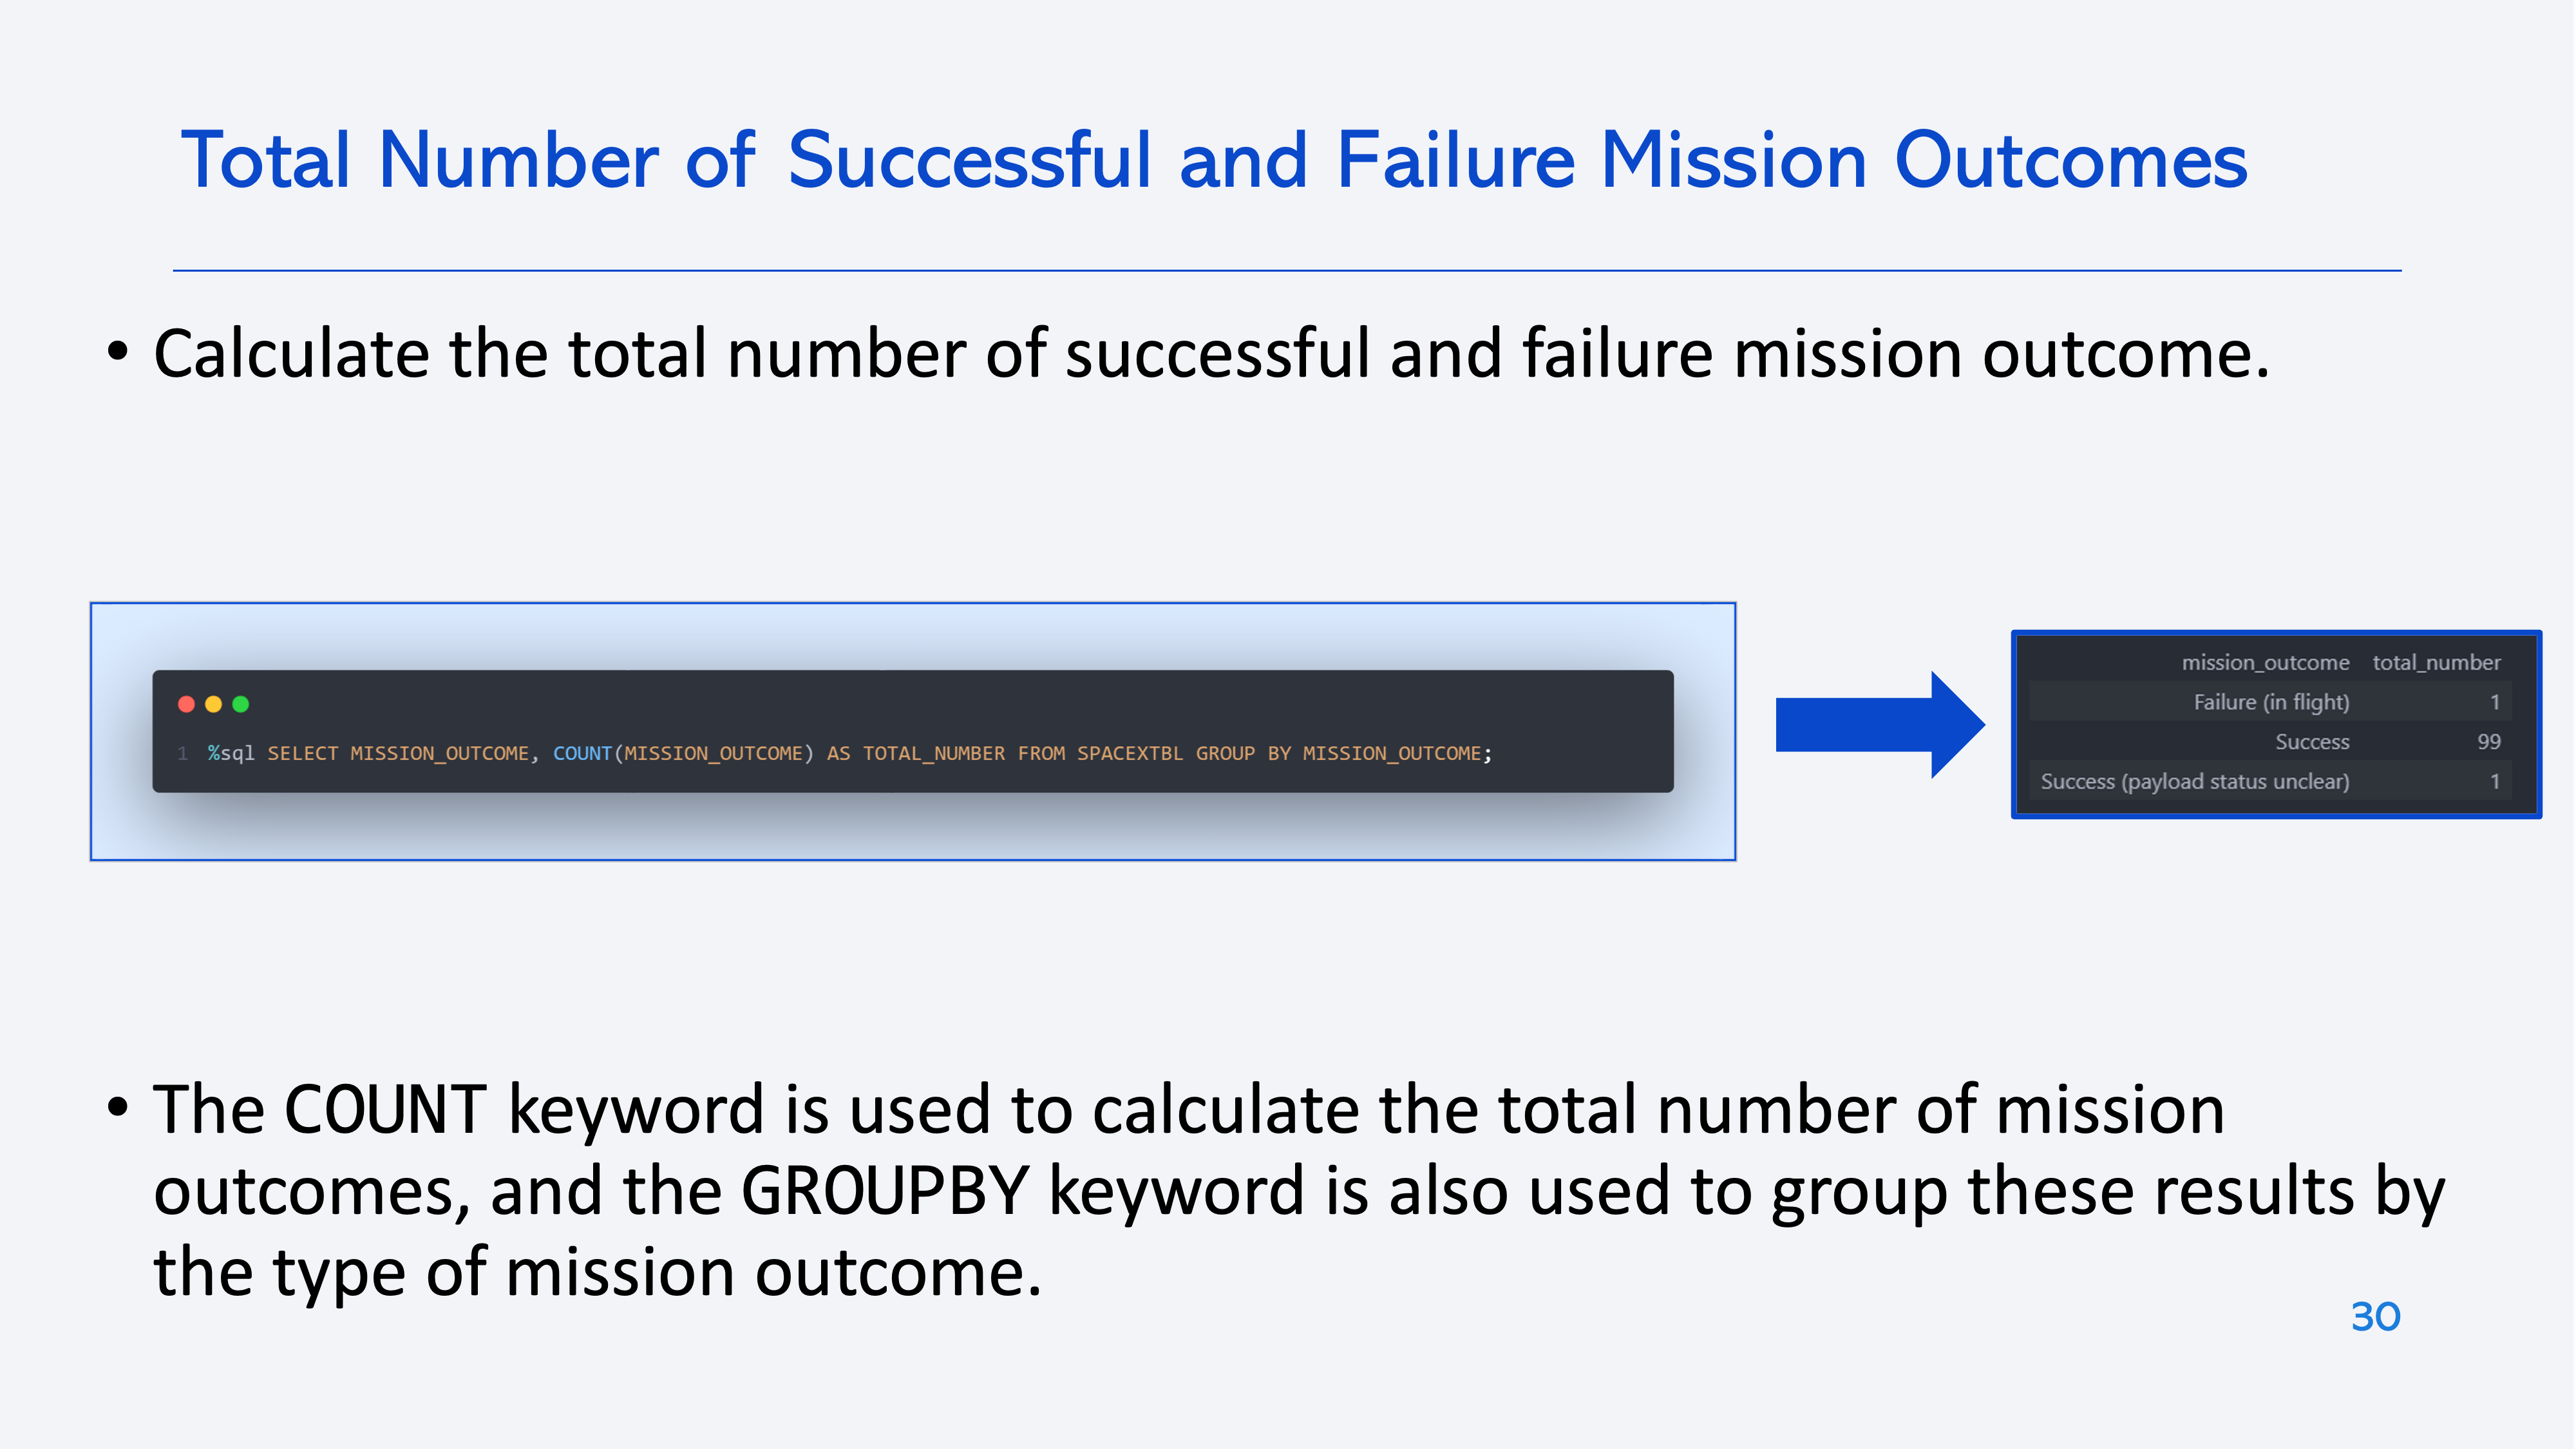 Total Number of Successful and Failure Mission Outcomes
• Calculate the total number of successful and failure mission outcome.
1 %sql SELECT MISSION_OUTCOME, COUNT(MISSION_OUTCOME) AS TOTAL_NUMBER FROM SPACEXTBL GROUP BY MISSION_OUTCOME;
mission_outcome total_number
Failure (in flight) 1
Success 99
Success (payload status unclear) 1
• The COUNT keyword is used to calculate the total number of mission
outcomes, and the GROUPBY keyword is also used to group these results by
the type of mission outcome.
30